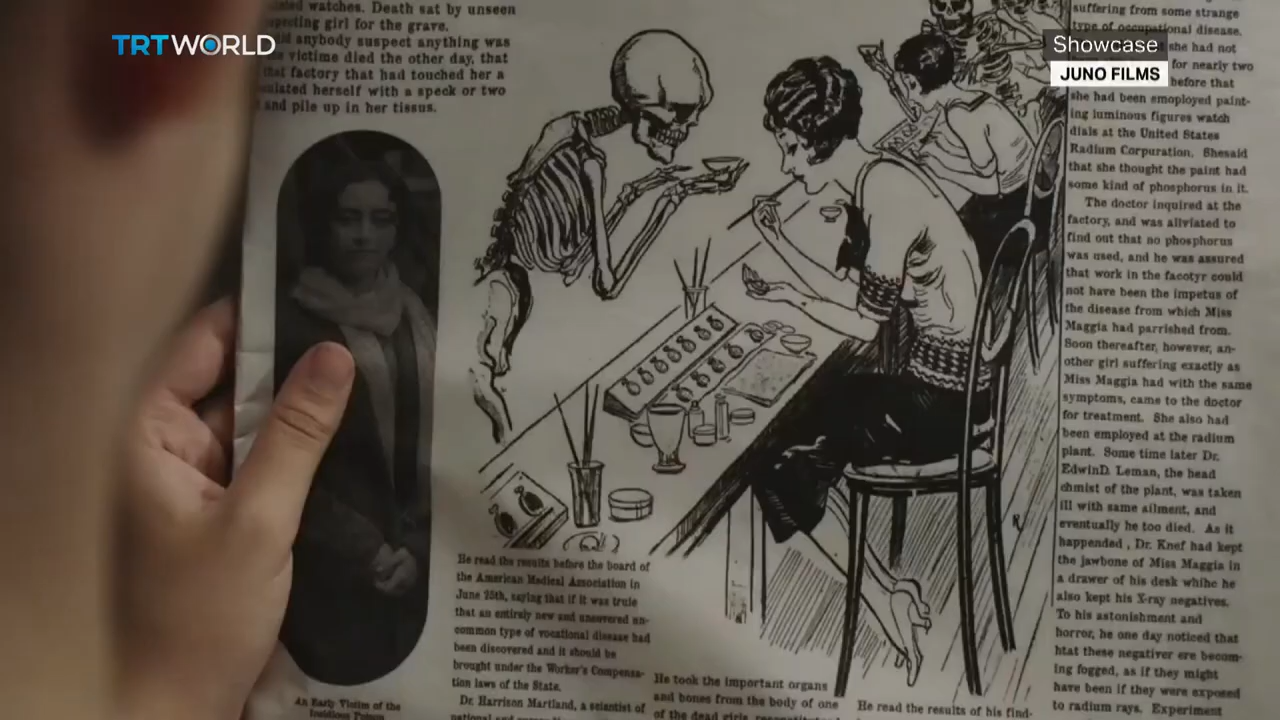 TRT WORLD
Showcase
JUNO FILMS
watches. Death sat by unseen
girl for the grave.
anybody suspect anything was
victime died the other day, that
factory that had touched her a
herself with a speck or two
and pile up in her tissue.
An Early Victim of the
Insidious Poison
He read the results before the board of
the American Medical Association in
June 25th, saying that if it was truie
that an entirely new and uncovered un-
common type of vocational disease had
been discovered and it should be
brought under the Worker's Compensa-
tion laws of the State.
Dr. Harrison Martland, a scientist of
national and
He took the important organs
and bones from the body of one
of the dead girls,
He read the results of his find-
suffering from some strange
type of occupational disease.
she had not
for nearly two
before that
she had been emoployed paint-
ing luminous figures watch
dials at the United States
Radium Corpuration. Shesaid
that she thought the paint had
some kind of phosphorus in it.
The doctor inquired at the
factory, and was aliviated to
find out that no phosphorus
was used, and he was assured
that work in the facotyr could
not have been the impetus of
the disease from which Miss
Maggia had parrished from.
Soon thereafter, however, an-
other girl suffering exactly as
Miss Maggia had with the same
symptoms, came to the doctor
for treatment. She also had
been employed at the radium
plant. Some time later Dr.
EdwinD. Leman, the head
chmist of the plant, was taken
ill with same ailment, and
eventually he too died. As it
happended , Dr. Knef had kept
the jawbone of Miss Maggia in
a drawer of his desk whihc he
also kept his X-ray negatives.
To his astonishment and
horror, he one day noticed that
htat these negativer ere becom-
ing fogged, as if they might
have been if they were exposed
to radium rays. Experiment